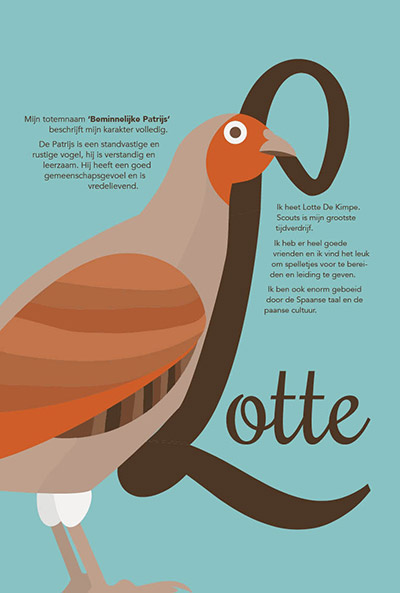 Mijn totemnaam ‘Beminnelijke Patrijs’
beschrijft mijn karakter volledig.
De Patrijs is een standvastige en
rustige vogel, hij is verstandig en
leerzaam. Hij heeft een goed
gemeenschapsgevoel en is
vredelievend.
Ik heet Lotte De Kimpe.
Scouts is mijn grootste
tijdverdrijf.
Ik heb er heel goede
vrienden en ik vind het leuk
om spelletjes voor te berei-
den en leiding te geven.
Ik ben ook enorm geboeid
door de Spaanse taal en de
paanse cultuur.
Lotte